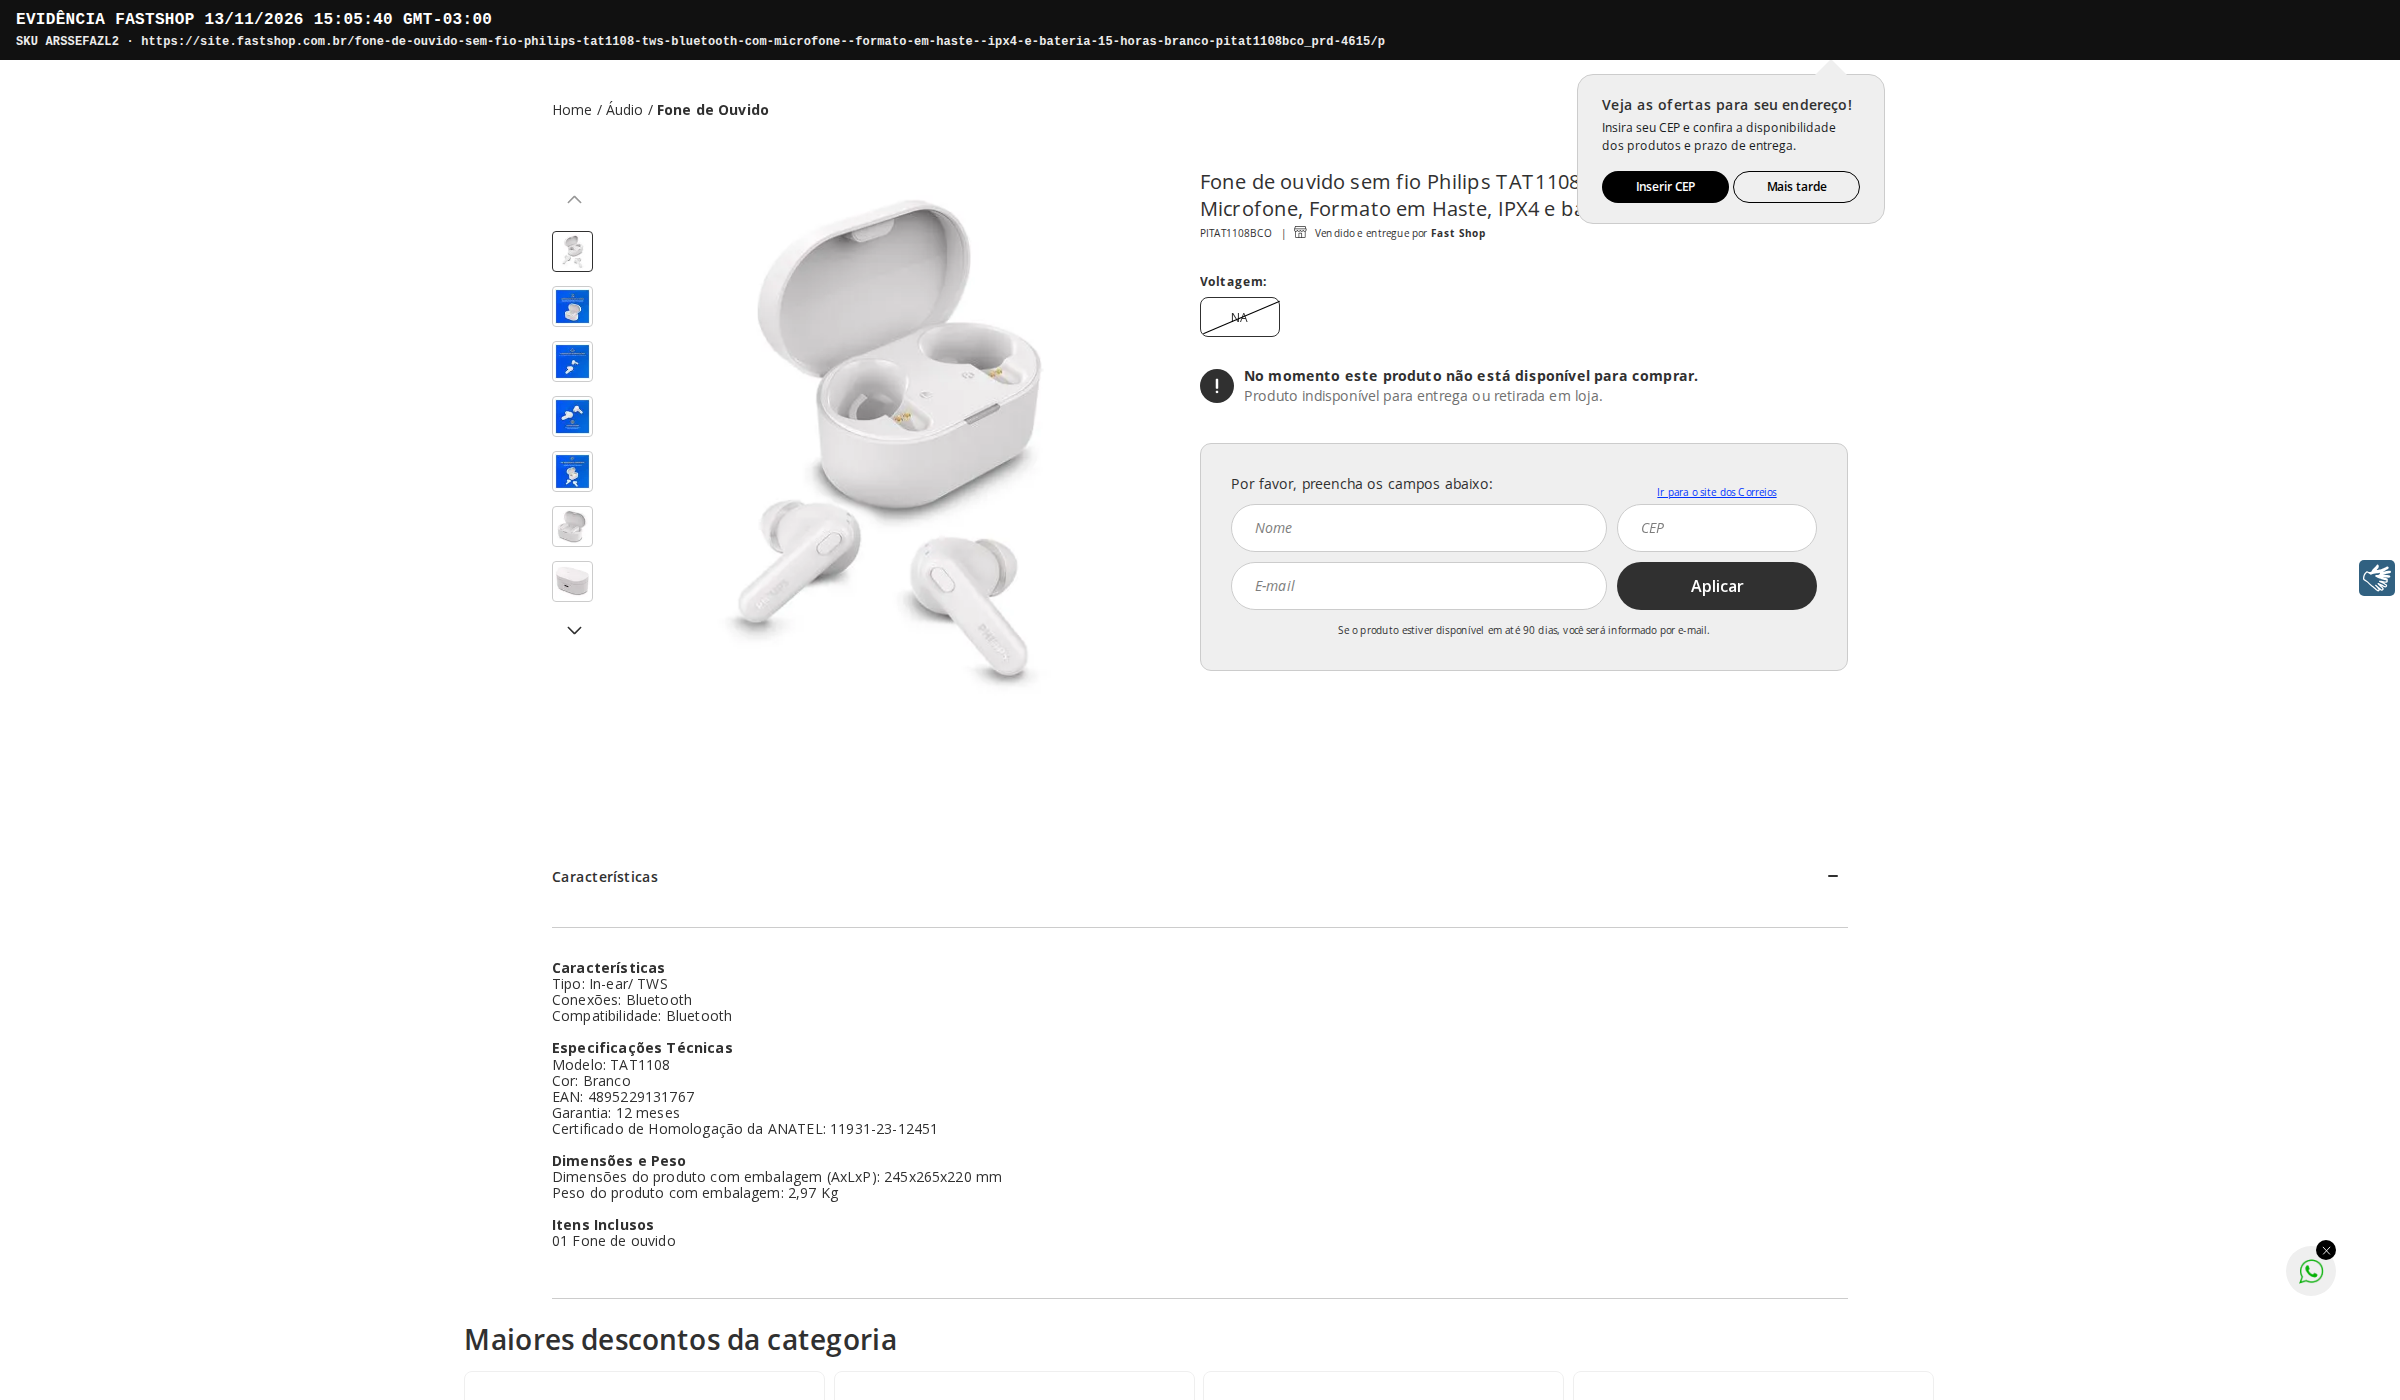 EVIDÊNCIA FASTSHOP 13/11/2026 15:05:40 GMT-03:00
SKU ARSSEFAZL2 · https://site.fastshop.com.br/fone-de-ouvido-sem-fio-philips-tat1108-tws-bluetooth-com-microfone--formato-em-haste--ipx4-e-bateria-15-horas-branco-pitat1108bco_prd-4615/p
Veja as ofertas para seu endereço!
Insira seu CEP e confira a disponibilidade
dos produtos e prazo de entrega.
Inserir CEP
Mais tarde
Home / Áudio / Fone de Ouvido
Fone de ouvido sem fio Philips TAT1108
Microfone, Formato em Haste, IPX4 e
PITAT1108BCO | Vendido e entregue por Fast Shop
Voltagem:
NA
No momento este produto não está disponível para comprar.
Produto indisponível para entrega ou retirada em loja.
Por favor, preencha os campos abaixo:
Ir para o site dos Correios
Nome
CEP
E-mail
Aplicar
Se o produto estiver disponível em até 90 dias, você será informado por e-mail.
Características
Características
Tipo: In-ear/ TWS
Conexões: Bluetooth
Compatibilidade: Bluetooth
Especificações Técnicas
Modelo: TAT1108
Cor: Branco
EAN: 4895229131767
Garantia: 12 meses
Certificado de Homologação da ANATEL: 11931-23-12451
Dimensões e Peso
Dimensões do produto com embalagem (AxLxP): 245x265x220 mm
Peso do produto com embalagem: 2,97 Kg
Itens Inclusos
01 Fone de ouvido
Maiores descontos da categoria